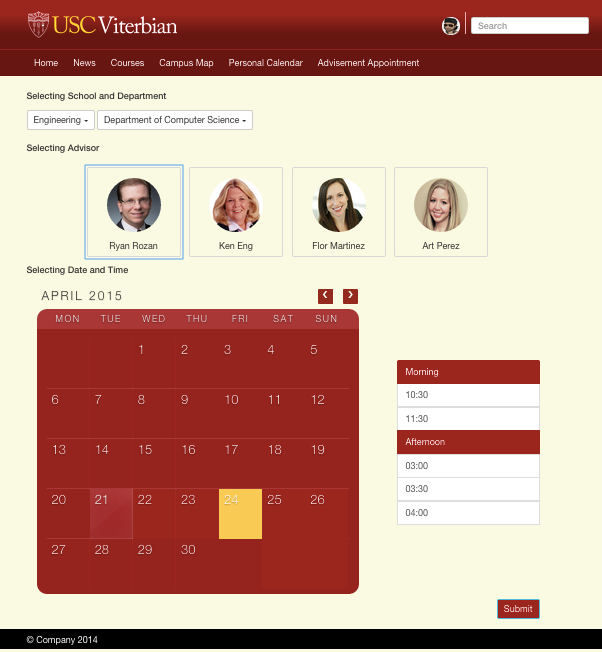 USC Viterbian
Search
Home News Courses Campus Map Personal Calendar Advisement Appointment
Selecting School and Department
Engineering Department of Computer Science
Selecting Advisor
Ryan Rozan Ken Eng Flor Martinez Art Perez
Selecting Date and Time
APRIL 2015
MON TUE WED THU FRI SAT SUN
1 2 3 4 5
6 7 8 9 10 11 12
13 14 15 16 17 18 19
20 21 22 23 24 25 26
27 28 29 30
Morning
10:30
11:30
Afternoon
03:00
03:30
04:00
Submit
© Company 2014